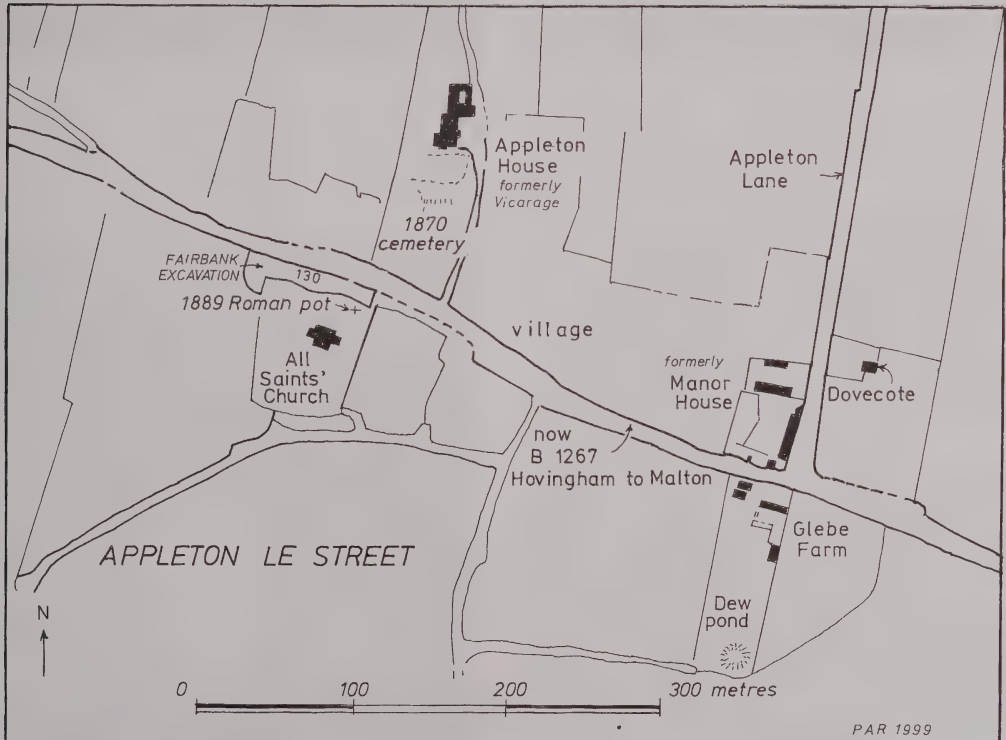 Appleton
House
formerly
Vicarage
1870
cemetery
Appleton
Lane
FAIRBANK
EXCAVATION
130
1889 Roman pot
All
Saints'
Church
village
formerly
Manor
House
Dovecote
now
B 1267
Hovingham to Malton
Glebe
Farm
APPLETON LE STREET
Dew
pond
N
0 100 200 300 metres
PAR 1999